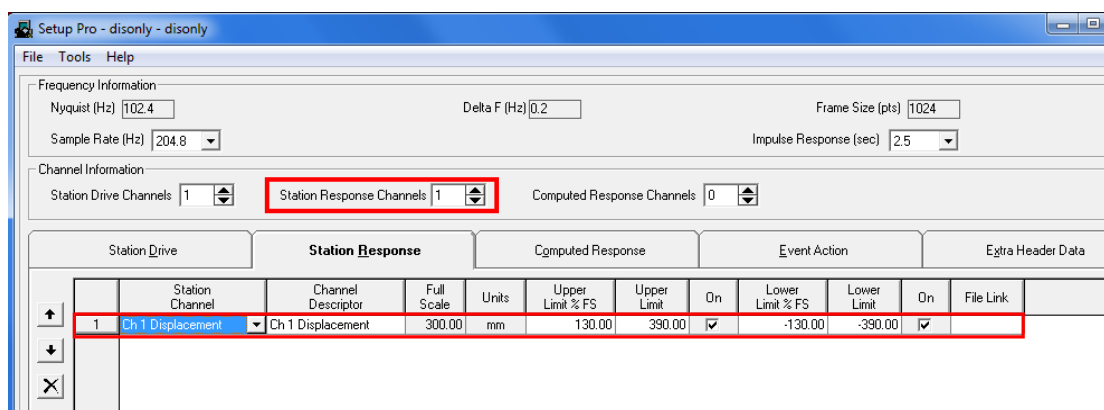 Setup Pro - disonly - disonly
File Tools Help
Frequency Information
Nyquist (Hz) 102.4 Delta F (Hz) 0.2 Frame Size (pts) 1024
Sample Rate (Hz) 204.8 Impulse Response (sec) 2.5
Channel Information
Station Drive Channels 1 Station Response Channels 1 Computed Response Channels 0
Station Drive Station Response Computed Response Event Action Extra Header Data
Station Channel Channel Descriptor Full Scale Units Upper Limit % FS Upper Limit On Lower Limit % FS Lower Limit On File Link
1 Ch 1 Displacement Ch 1 Displacement 300.00 mm 130.00 390.00 -130.00 -390.00